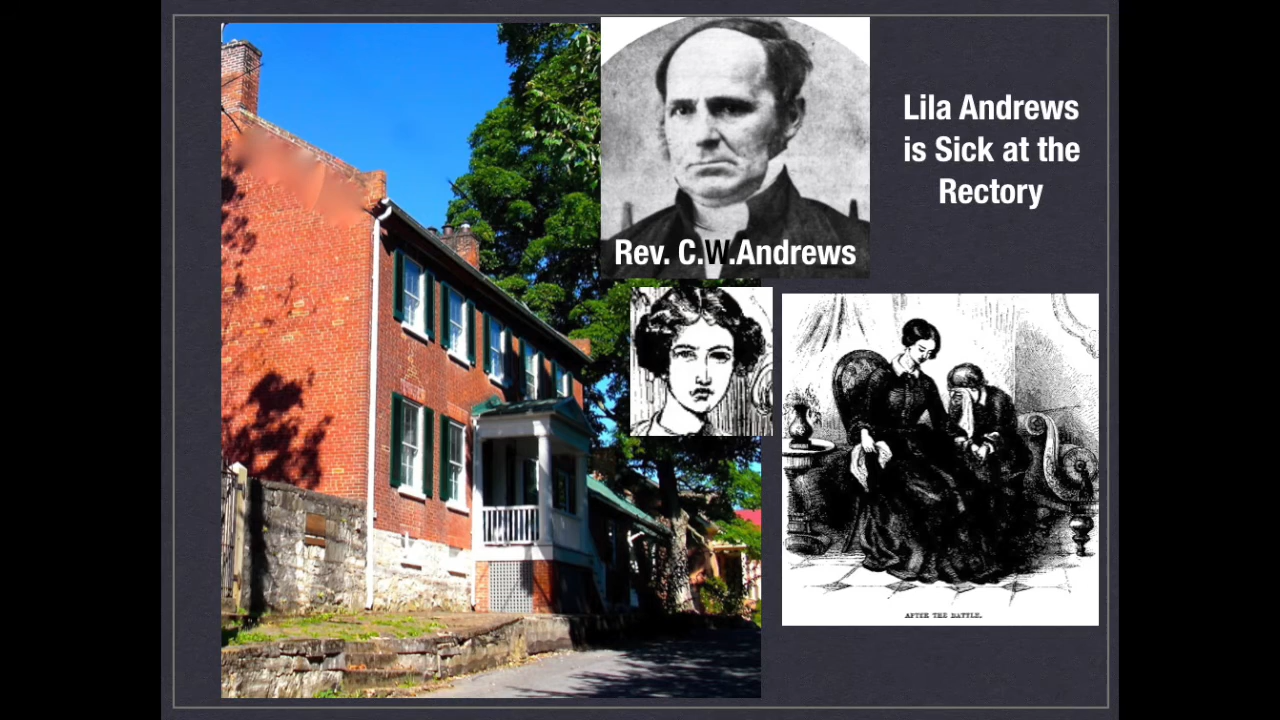 Lila Andrews
is Sick at the
Rectory
Rev. C.W.Andrews
AFTER THE BATTLE.